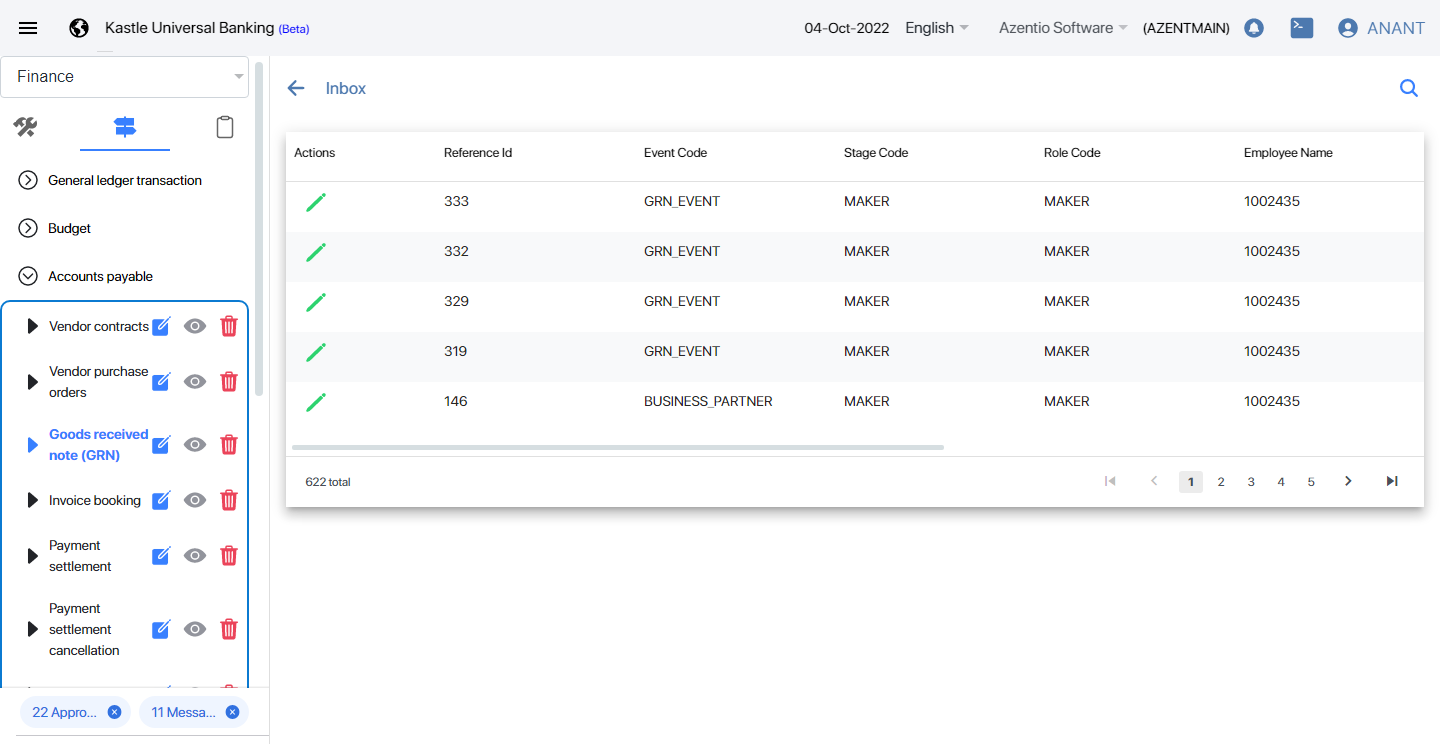 Kastle Universal Banking (Beta)
04-Oct-2022 English Azentio Software (AZENTMAIN) ANANT
Finance
General ledger transaction
Budget
Accounts payable
Vendor contracts
Vendor purchase
orders
Goods received
note (GRN)
Invoice booking
Payment
settlement
Payment
settlement
cancellation
22 Appro... 11 Messa...
Inbox
Actions Reference Id Event Code Stage Code Role Code Employee Name
333 GRN_EVENT MAKER MAKER 1002435
332 GRN_EVENT MAKER MAKER 1002435
329 GRN_EVENT MAKER MAKER 1002435
319 GRN_EVENT MAKER MAKER 1002435
146 BUSINESS_PARTNER MAKER MAKER 1002435
622 total 1 2 3 4 5